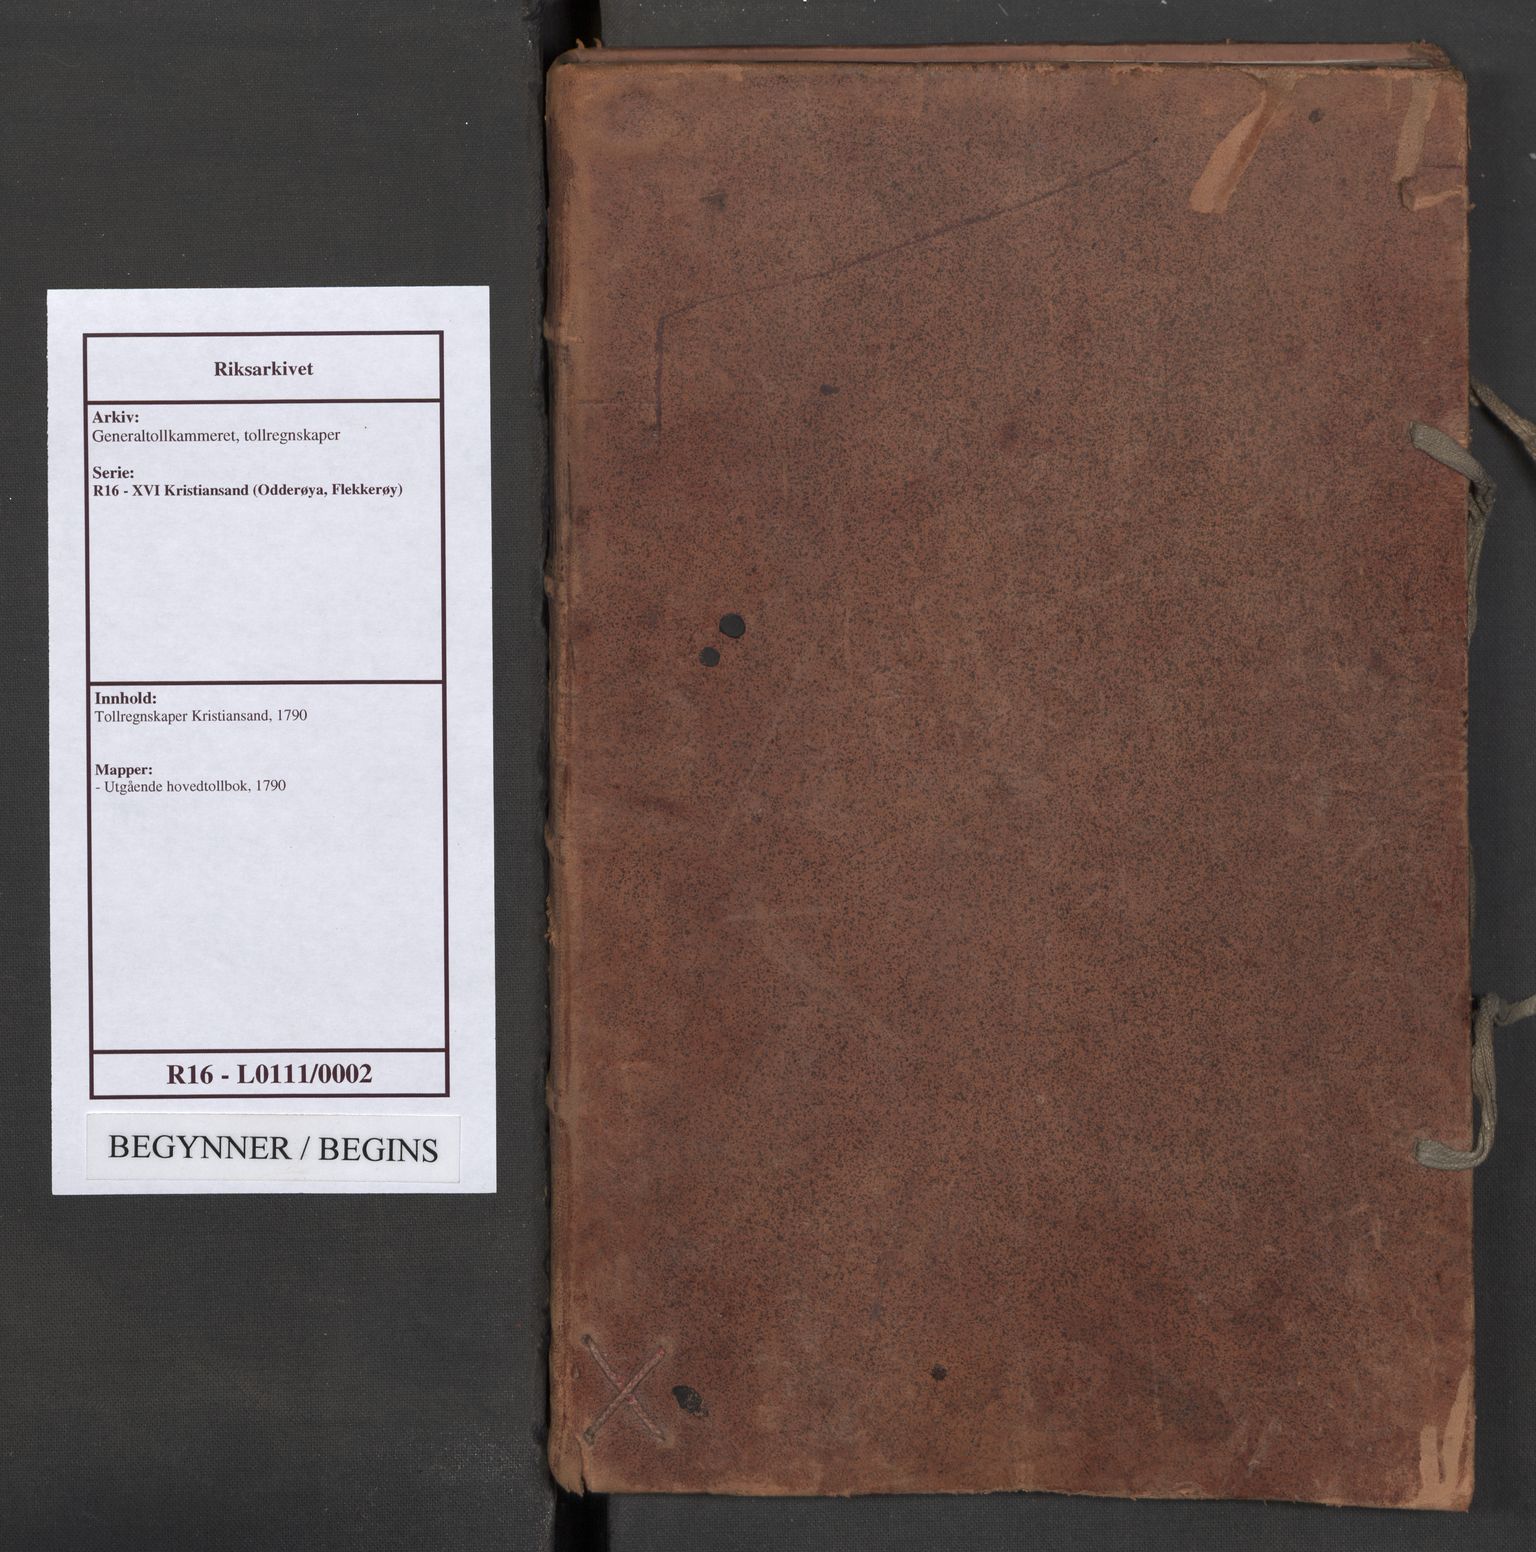 Riksarkivet
Arkiv:
Generaltollkammeret, tollregnskaper
Serie:
R16 - XVI Kristiansand (Odderøya, Flekkerøy)
Innhold:
Tollregnskaper Kristiansand, 1790
Mapper:
- Utgående hovedtollbok, 1790
R16 - L0111/0002
BEGYNNER / BEGINS